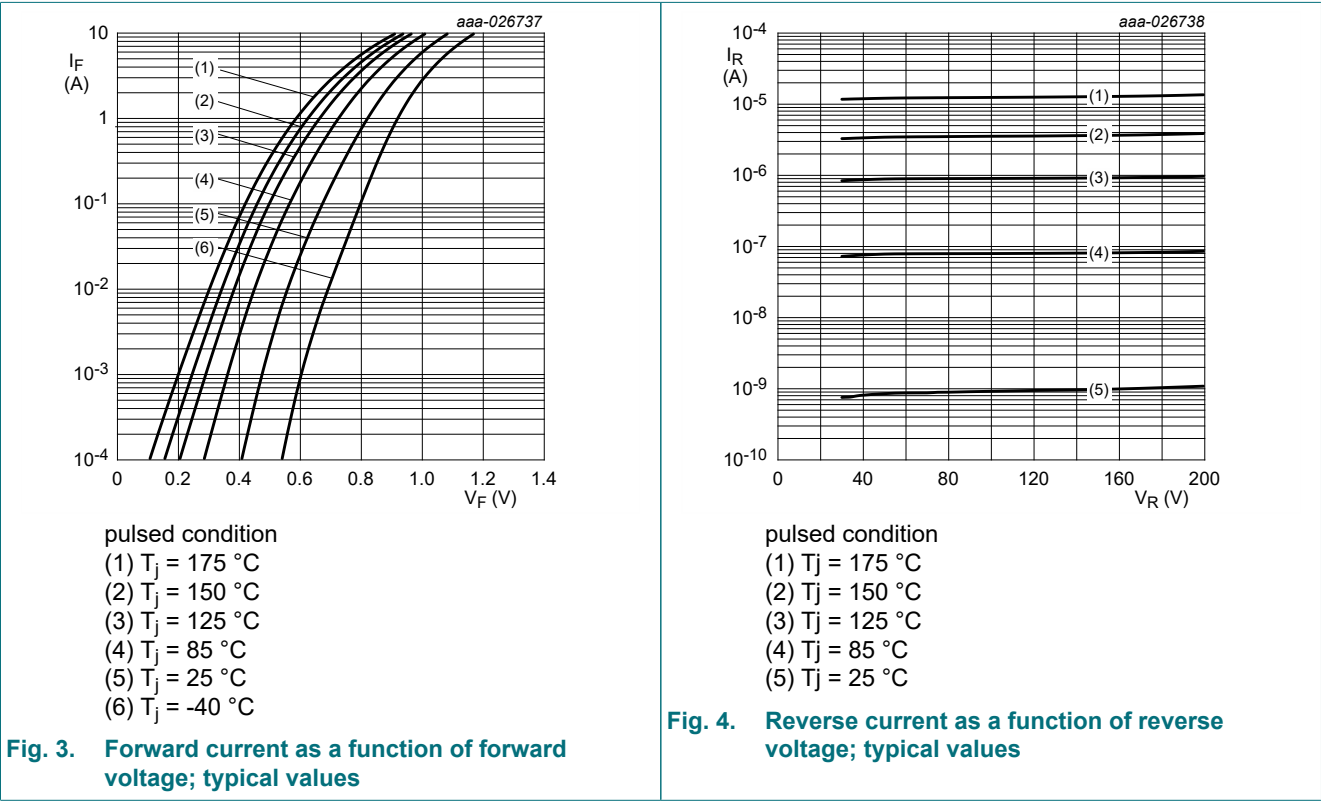 aaa-026737
10
I_F
(A)
(1)
(2)
1
(3)
(4)
10^-1
(5)
(6)
10^-2
10^-3
10^-4
0 0.2 0.4 0.6 0.8 1.0 1.2 1.4
V_F (V)
pulsed condition
(1) T_j = 175 °C
(2) T_j = 150 °C
(3) T_j = 125 °C
(4) T_j = 85 °C
(5) T_j = 25 °C
(6) T_j = -40 °C
Fig. 3. Forward current as a function of forward
voltage; typical values
aaa-026738
10^-4
I_R
(A)
(1)
10^-5
(2)
10^-6
(3)
10^-7
(4)
10^-8
10^-9
(5)
10^-10
0 40 80 120 160 200
V_R (V)
pulsed condition
(1) Tj = 175 °C
(2) Tj = 150 °C
(3) Tj = 125 °C
(4) Tj = 85 °C
(5) Tj = 25 °C
Fig. 4. Reverse current as a function of reverse
voltage; typical values